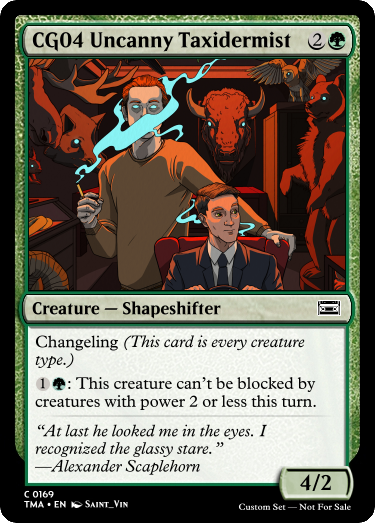 CG04 Uncanny Taxidermist 2
Creature — Shapeshifter
Changeling (This card is every creature
type.)
1 : This creature can't be blocked by
creatures with power 2 or less this turn.
“At last he looked me in the eyes. I
recognized the glassy stare.”
—Alexander Scaplehorn
4/2
C 0169
TMA • EN Saint_Vin
Custom Set — Not For Sale